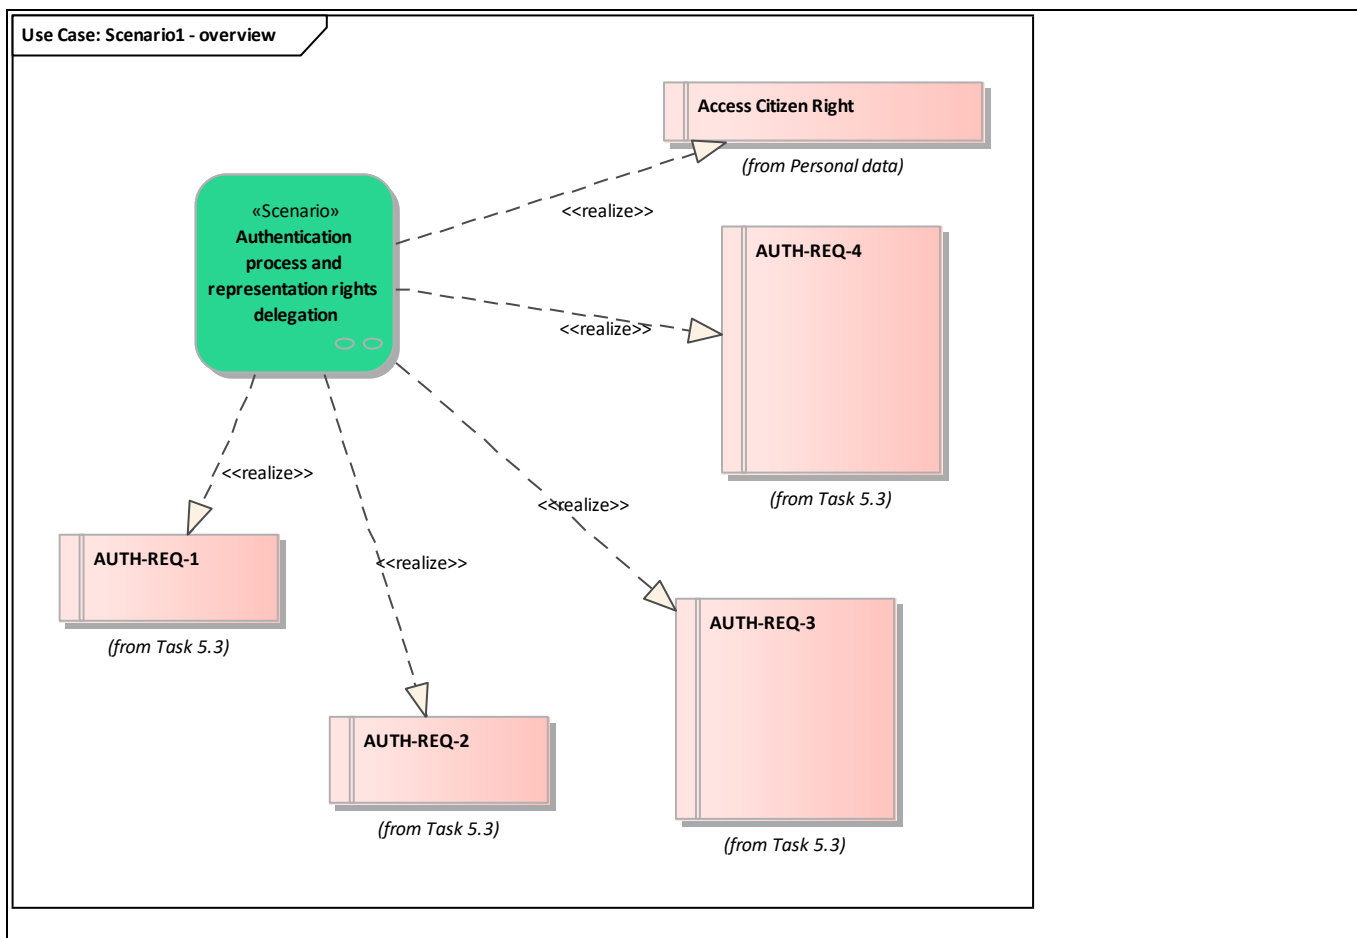 Use Case: Scenario1 - overview
Access Citizen Right
(from Personal data)
«Scenario»
Authentication
process and
representation rights
delegation
<<realize>>
AUTH-REQ-4
<<realize>>
(from Task 5.3)
<<realize>>
<<realize>>
AUTH-REQ-1
(from Task 5.3)
<<realize>>
AUTH-REQ-3
(from Task 5.3)
AUTH-REQ-2
(from Task 5.3)